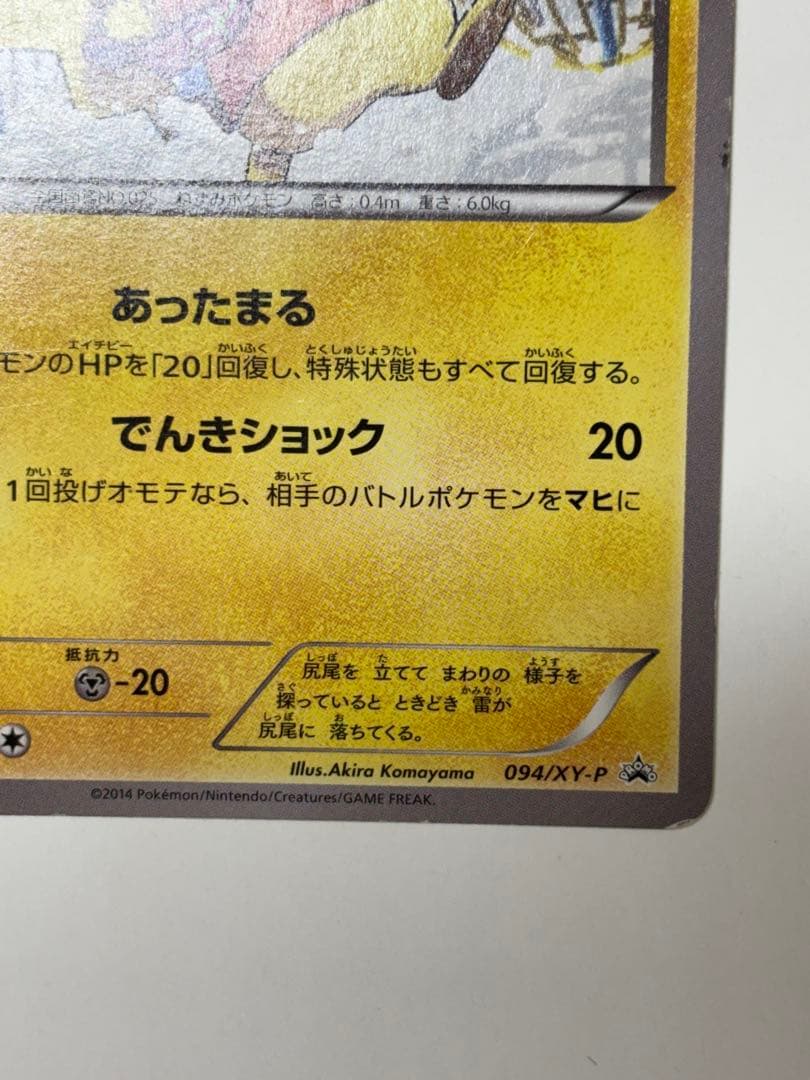 全国図鑑NO.025 ねずみポケモン 高さ:0.4m 重さ:6.0kg
あったまる
モンのHPを「20」回復し、特殊状態もすべて回復する。
でんきショック 20
1回投げオモテなら、相手のバトルポケモンをマヒに
抵抗力
-20
尻尾を 立てて まわりの 様子を
探っていると ときどき 雷が
尻尾に 落ちてくる。
Illus.Akira Komayama 094/XY-P
©2014 Pokémon/Nintendo/Creatures/GAME FREAK.